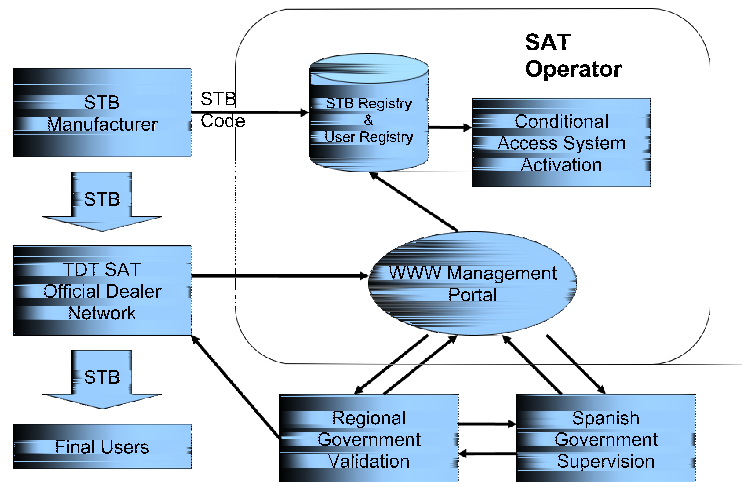 SAT
Operator
STB
Manufacturer
STB
Code
STB Registry
&
User Registry
Conditional
Access System
Activation
STB
TDT SAT
Official Dealer
Network
WWW Management
Portal
STB
Final Users
Regional
Government
Validation
Spanish
Government
Supervision